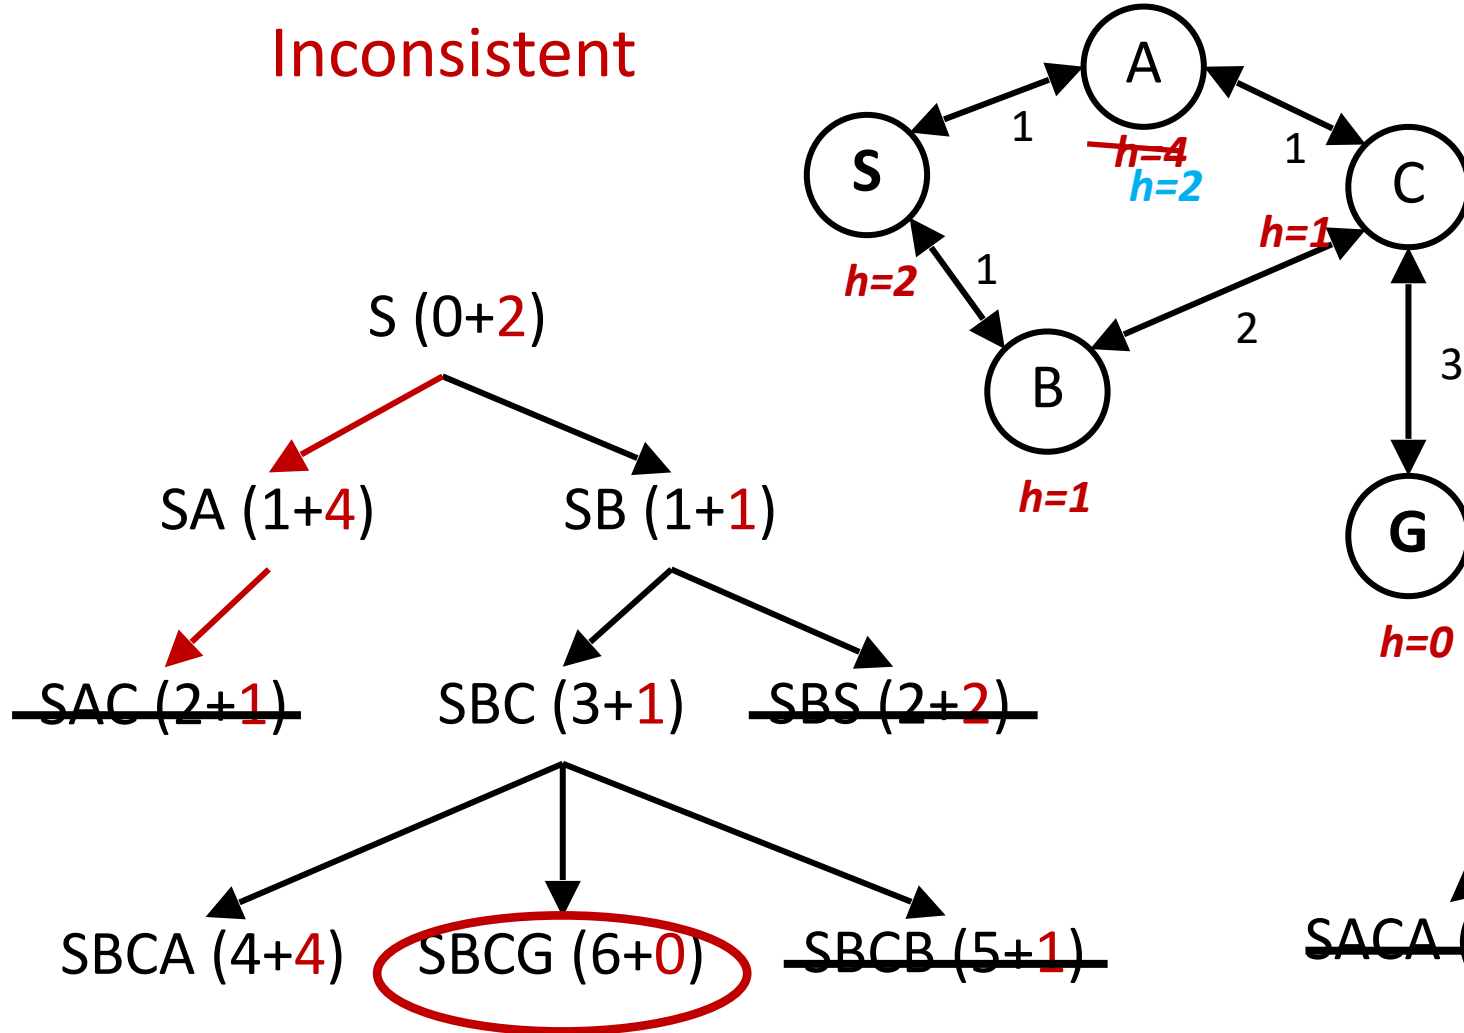 Inconsistent
A
1
1
h=4
h=2
S
C
h=1
h=2
1
2
B
3
h=1
G
h=0
S (0+2)
SA (1+4)
SB (1+1)
SAC (2+1)
SBC (3+1)
SBS (2+2)
SBCA (4+4)
SBCG (6+0)
SBCB (5+1)
SACA (